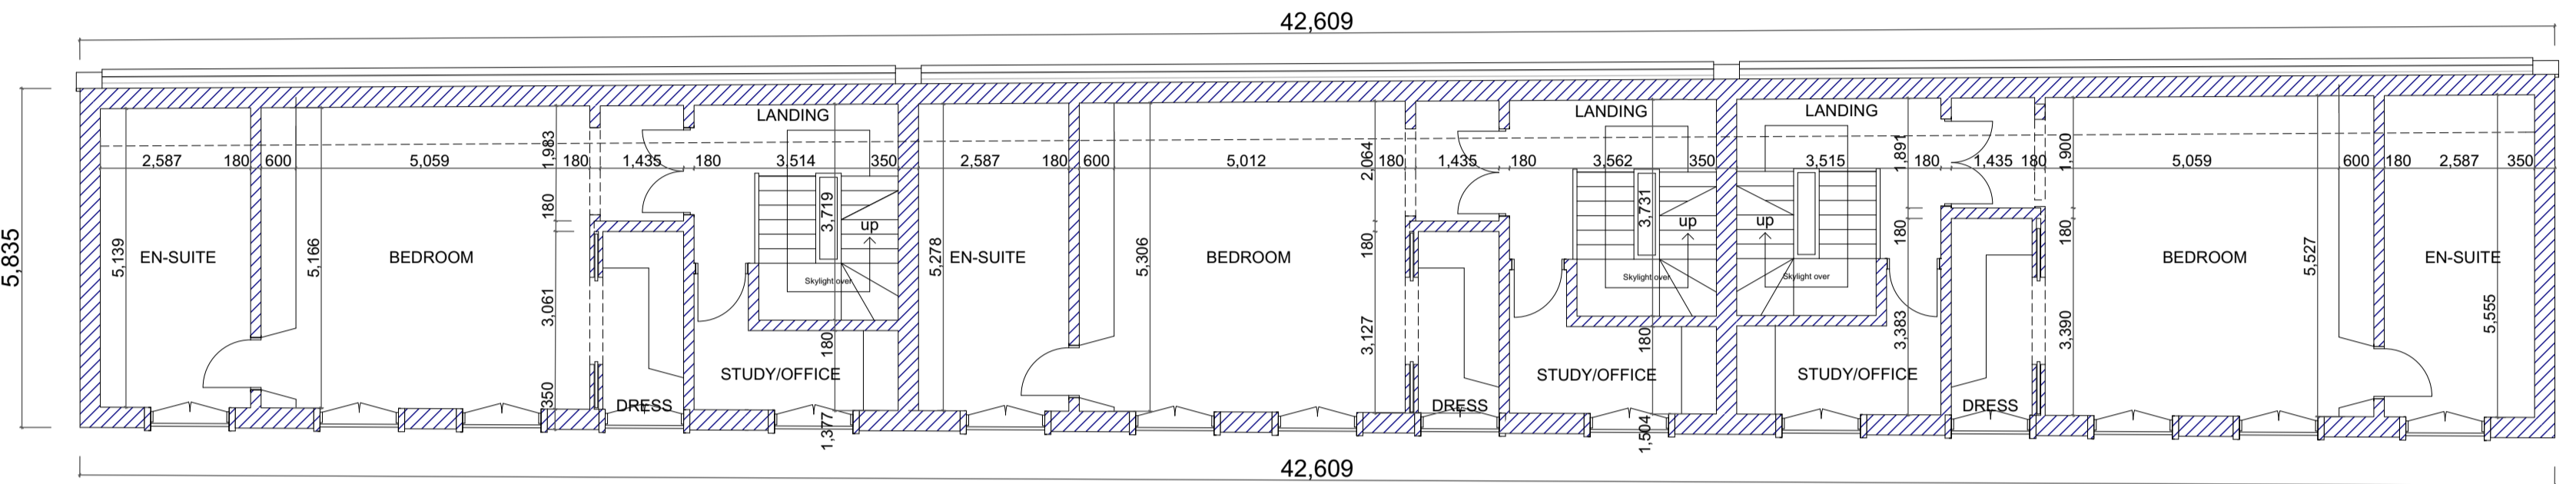 42,609
LANDING
LANDING
LANDING
2,587
180
600
5,059
1,983
180
1,435
180
3,514
350
2,587
180
600
5,012
2,064
180
1,435
180
3,562
350
3,515
1,891
180
1,435
180
1,900
5,059
600
180
2,587
350
180
3,719
up
180
3,731
up
up
180
180
5,835
5,139
EN-SUITE
5,166
BEDROOM
5,278
EN-SUITE
5,306
BEDROOM
BEDROOM
5,527
EN-SUITE
Skylight over
Skylight over
Skylight over
3,061
180
3,127
180
3,383
3,390
5,555
STUDY/OFFICE
STUDY/OFFICE
STUDY/OFFICE
350
DRESS
DRESS
DRESS
1,377
1,504
42,609